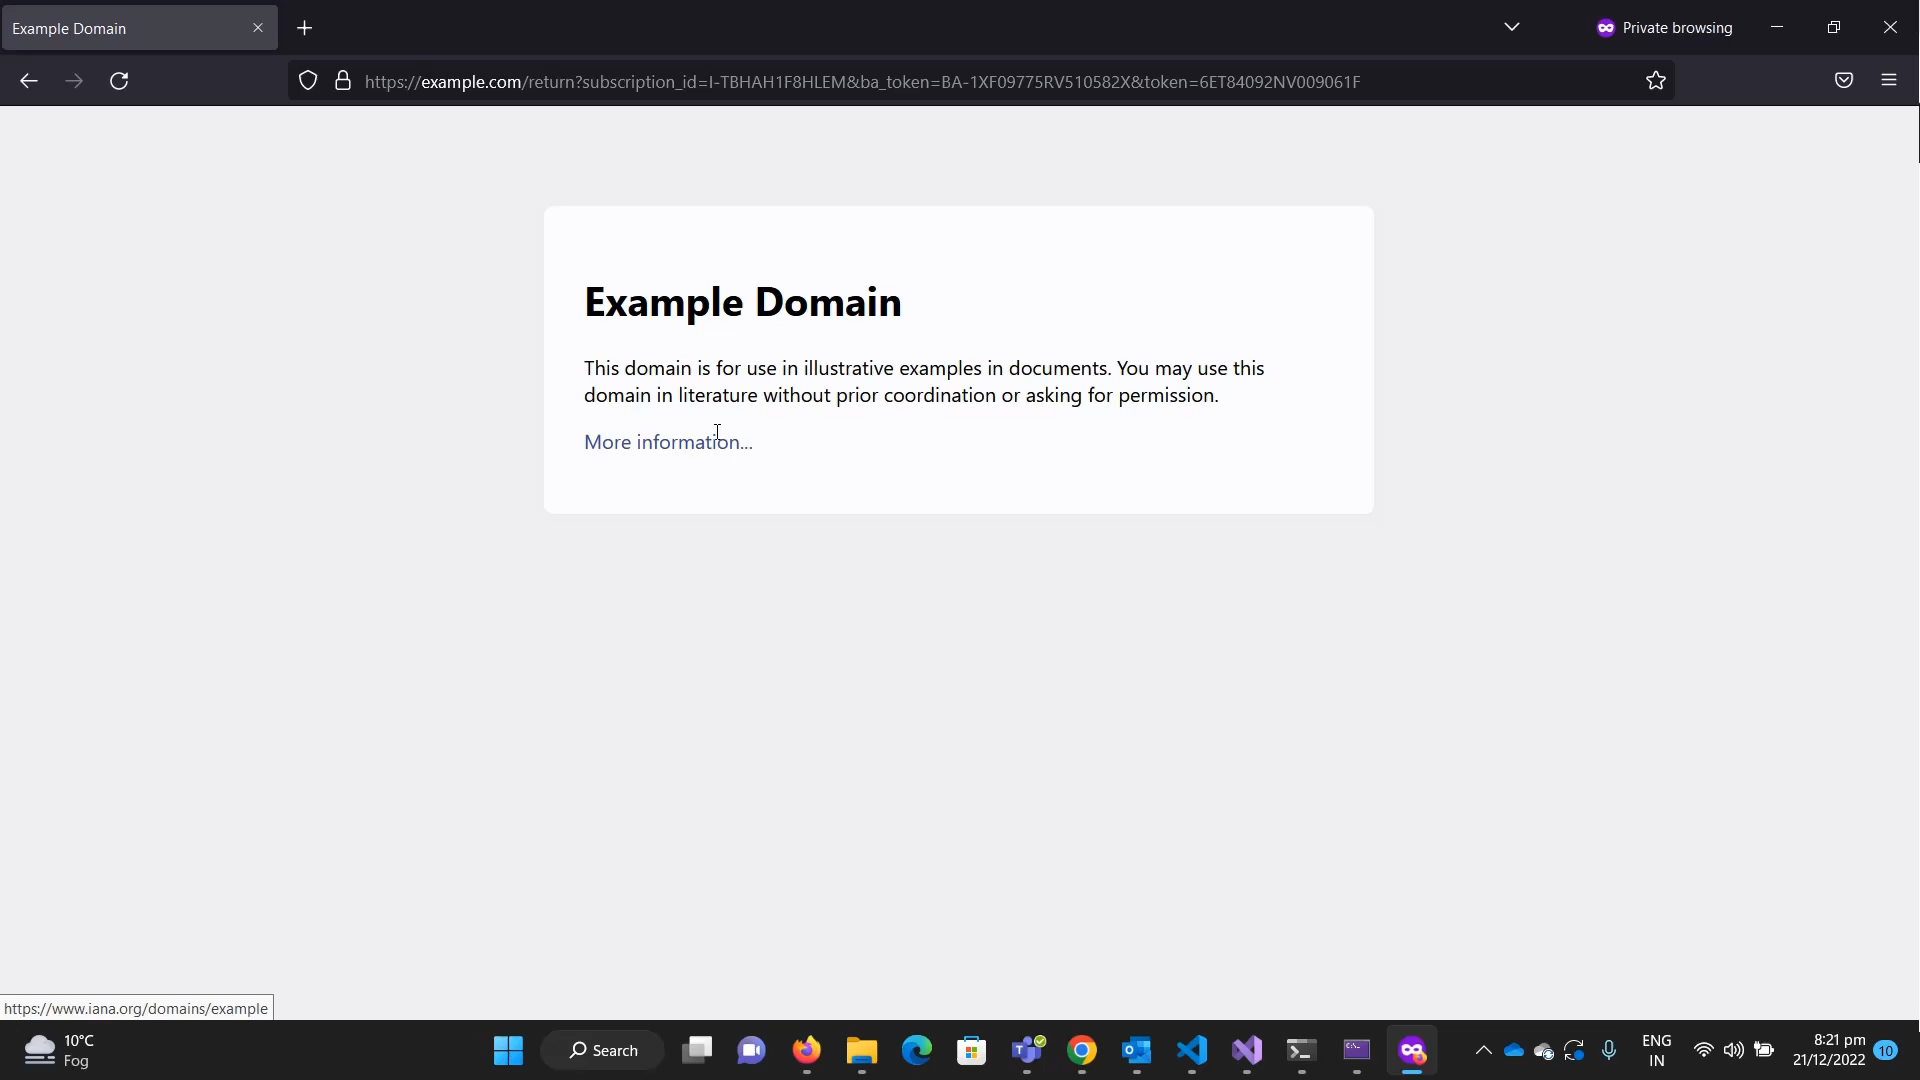 Example Domain
Private browsing
https://example.com/return?subscription_id=I-TBHAH1F8HLEM&ba_token=BA-1XF09775RV510582X&token=6ET84092NV009061F
Example Domain
This domain is for use in illustrative examples in documents. You may use this
domain in literature without prior coordination or asking for permission.
More information...
https://www.iana.org/domains/example
10°C
Fog
Search
ENG
IN
8:21 pm
21/12/2022
10